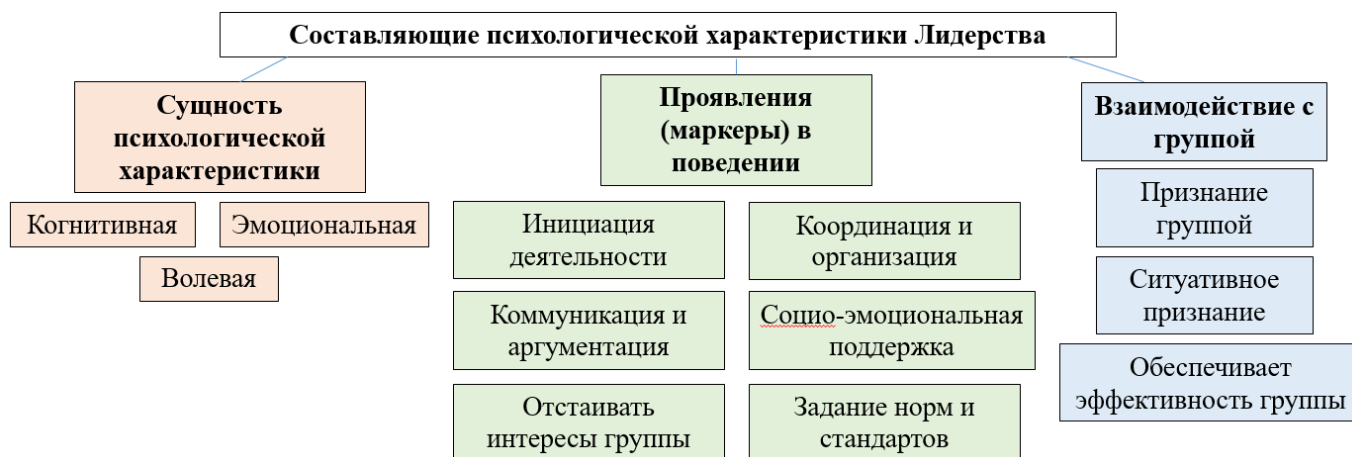 Составляющие психологической характеристики Лидерства
Сущность
психологической
характеристики
Когнитивная
Эмоциональная
Волевая
Проявления
(маркеры) в
поведении
Инициация
деятельности
Координация и
организация
Коммуникация и
аргументация
Социо-эмоциональная
поддержка
Отстаивать
интересы группы
Задание норм и
стандартов
Взаимодействие с
группой
Признание
группой
Ситуативное
признание
Обеспечивает
эффективность группы